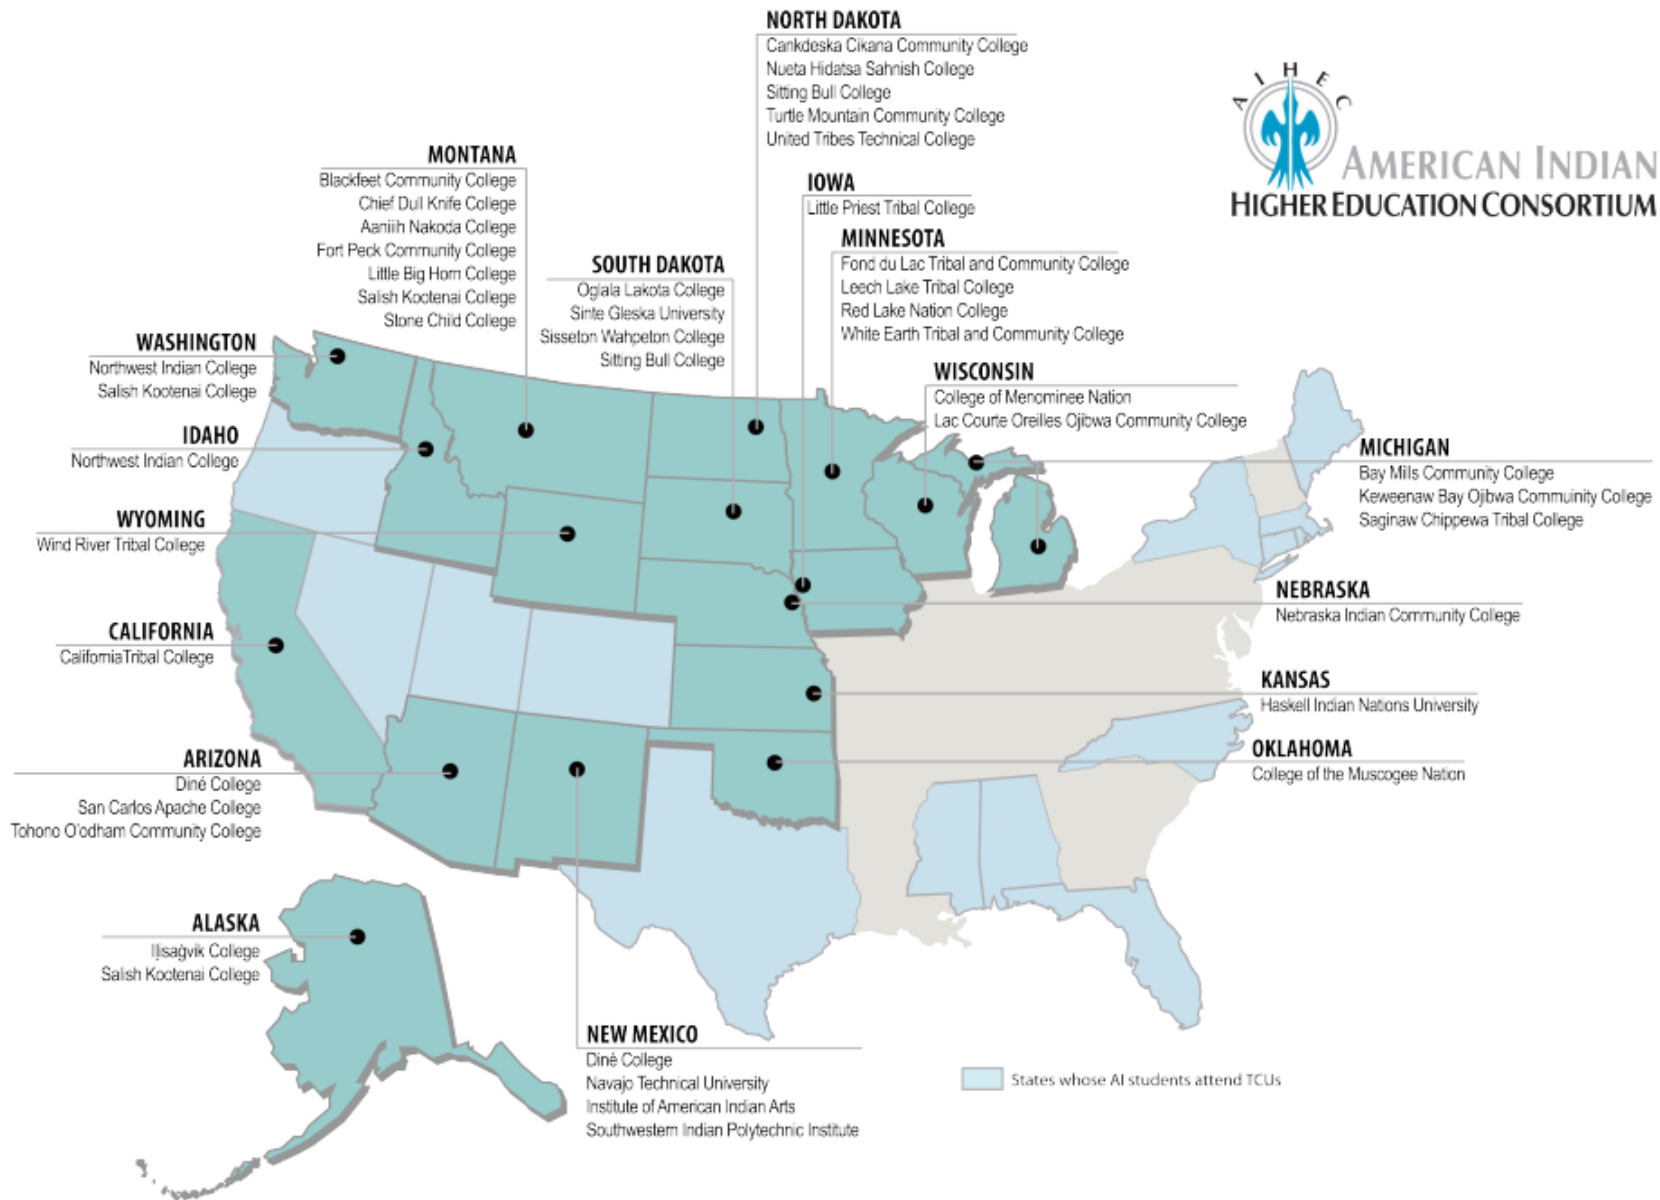 NORTH DAKOTA
Cankdeska Cikana Community College
Nueta Hidatsa Sahnish College
Sitting Bull College
Turtle Mountain Community College
United Tribes Technical College
AIHEC
AMERICAN INDIAN
HIGHER EDUCATION CONSORTIUM
MONTANA
Blackfeet Community College
Chief Dull Knife College
Aaniiih Nakoda College
Fort Peck Community College
Little Big Horn College
Salish Kootenai College
Stone Child College
IOWA
Little Priest Tribal College
MINNESOTA
Fond du Lac Tribal and Community College
Leech Lake Tribal College
Red Lake Nation College
White Earth Tribal and Community College
SOUTH DAKOTA
Oglala Lakota College
Sinte Gleska University
Sisseton Wahpeton College
Sitting Bull College
WASHINGTON
Northwest Indian College
Salish Kootenai College
WISCONSIN
College of Menominee Nation
Lac Courte Oreilles Ojibwa Community College
IDAHO
Northwest Indian College
MICHIGAN
Bay Mills Community College
Keweenaw Bay Ojibwa Commuinity College
Saginaw Chippewa Tribal College
WYOMING
Wind River Tribal College
NEBRASKA
Nebraska Indian Community College
CALIFORNIA
CaliforniaTribal College
KANSAS
Haskell Indian Nations University
OKLAHOMA
College of the Muscogee Nation
ARIZONA
Diné College
San Carlos Apache College
Tohono O'odham Community College
ALASKA
Iḷisaġvik College
Salish Kootenai College
NEW MEXICO
Diné College
Navajo Technical University
Institute of American Indian Arts
Southwestern Indian Polytechnic Institute
States whose AI students attend TCUs